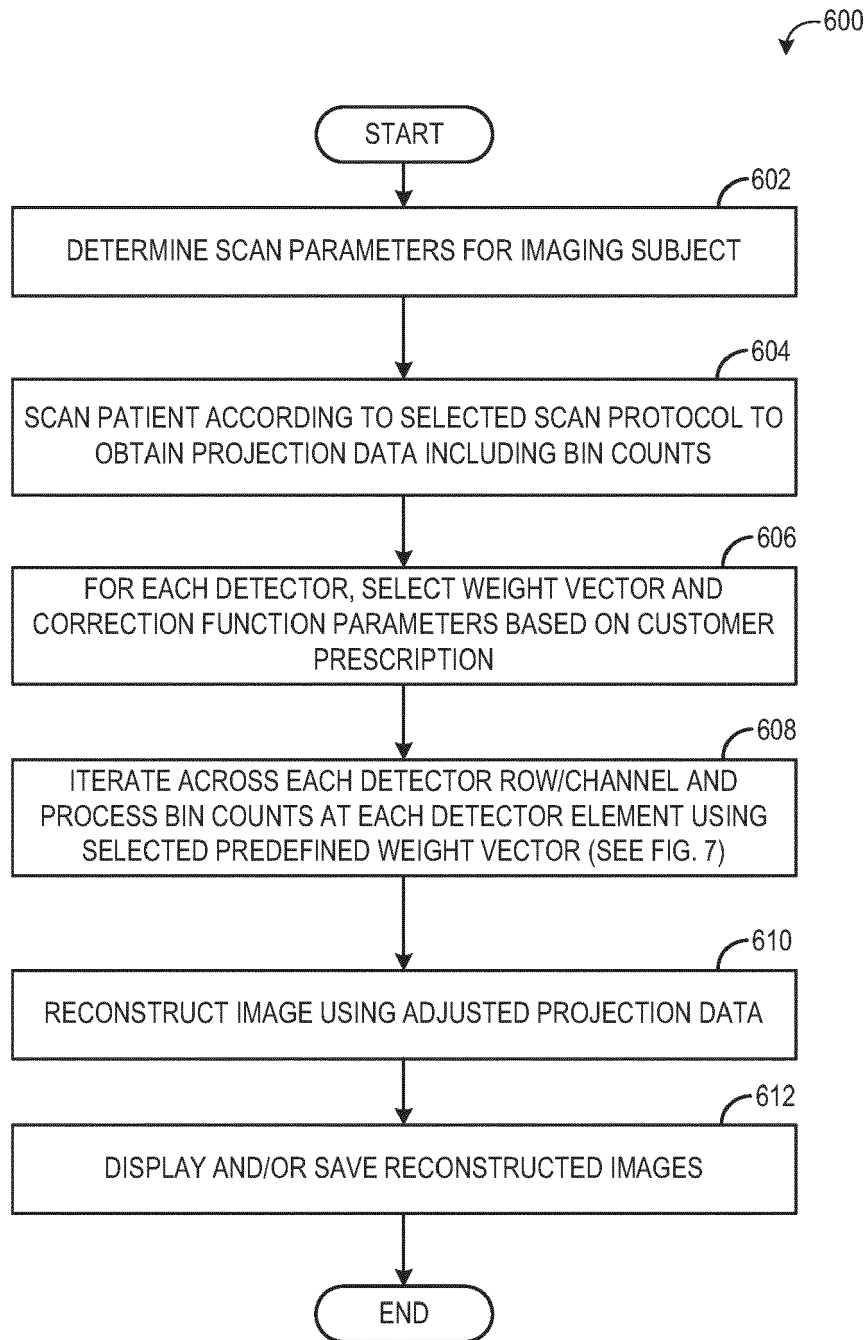 600
START
602
DETERMINE SCAN PARAMETERS FOR IMAGING SUBJECT
604
SCAN PATIENT ACCORDING TO SELECTED SCAN PROTOCOL TO
OBTAIN PROJECTION DATA INCLUDING BIN COUNTS
606
FOR EACH DETECTOR, SELECT WEIGHT VECTOR AND
CORRECTION FUNCTION PARAMETERS BASED ON CUSTOMER
PRESCRIPTION
608
ITERATE ACROSS EACH DETECTOR ROW/CHANNEL AND
PROCESS BIN COUNTS AT EACH DETECTOR ELEMENT USING
SELECTED PREDEFINED WEIGHT VECTOR (SEE FIG. 7)
610
RECONSTRUCT IMAGE USING ADJUSTED PROJECTION DATA
612
DISPLAY AND/OR SAVE RECONSTRUCTED IMAGES
END